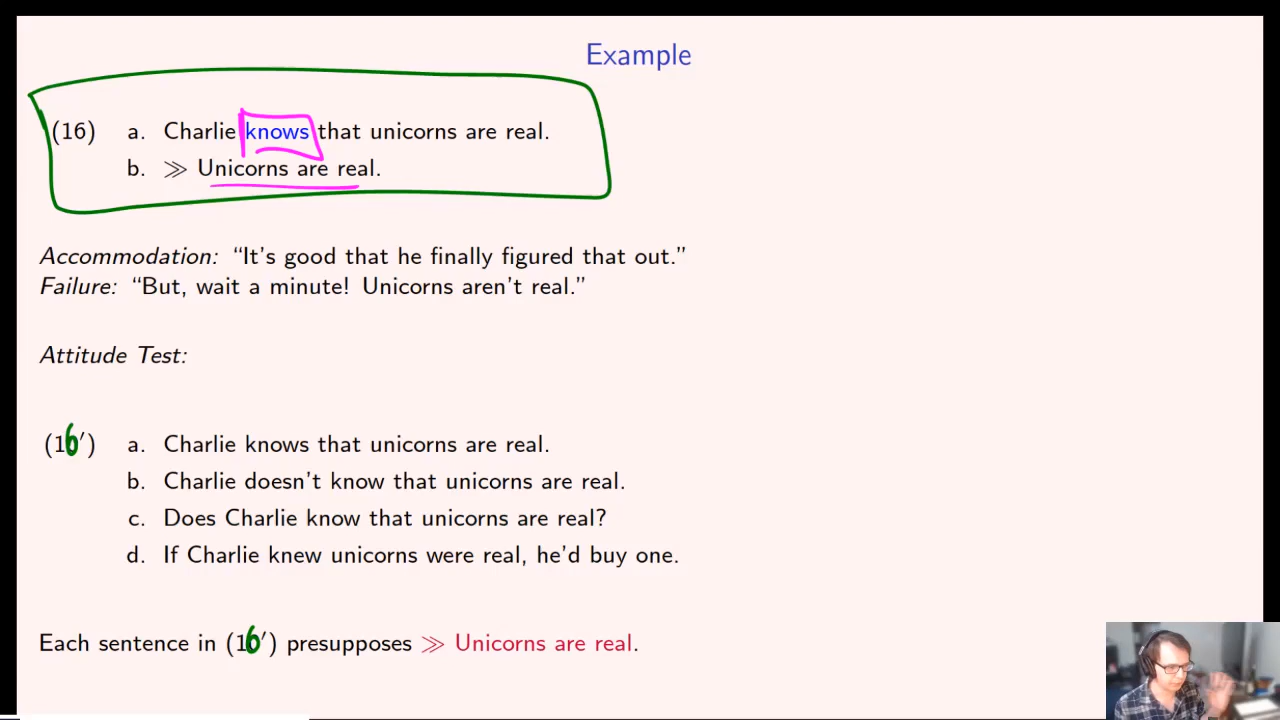 Example
(16) a. Charlie knows that unicorns are real.
b. ≫ Unicorns are real.
Accommodation: “It’s good that he finally figured that out.”
Failure: “But, wait a minute! Unicorns aren’t real.”
Attitude Test:
(16′) a. Charlie knows that unicorns are real.
b. Charlie doesn’t know that unicorns are real.
c. Does Charlie know that unicorns are real?
d. If Charlie knew unicorns were real, he’d buy one.
Each sentence in (16′) presupposes ≫ Unicorns are real.